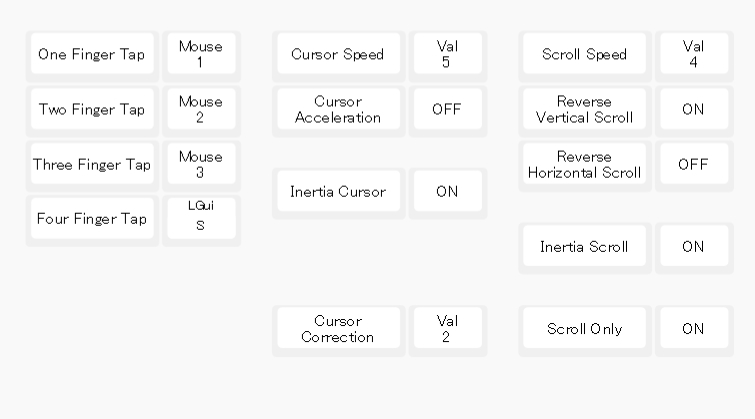 One Finger Tap
Mouse
1
Two Finger Tap
Mouse
2
Three Finger Tap
Mouse
3
Four Finger Tap
LGui
S
Cursor Speed
Val
5
Cursor
Acceleration
OFF
Inertia Cursor
ON
Cursor
Correction
Val
2
Scroll Speed
Val
4
Reverse
Vertical Scroll
ON
Reverse
Horizontal Scroll
OFF
Inertia Scroll
ON
Scroll Only
ON